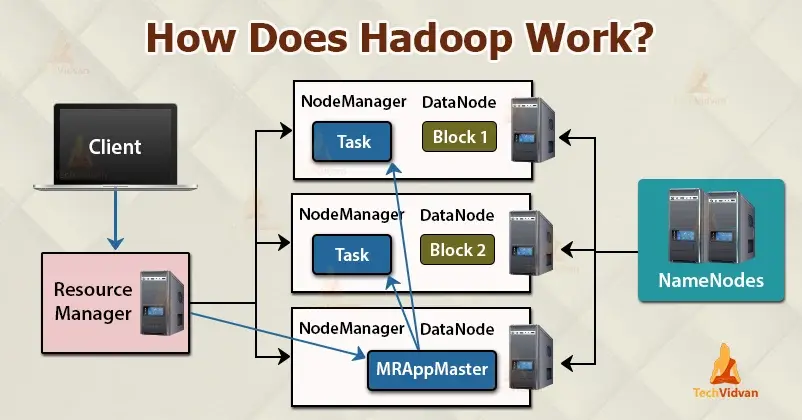 How Does Hadoop Work?
Client
Resource
Manager
NodeManager DataNode
Task
Block 1
NodeManager DataNode
Task
Block 2
NodeManager DataNode
MRAppMaster
NameNodes
TechVidvan